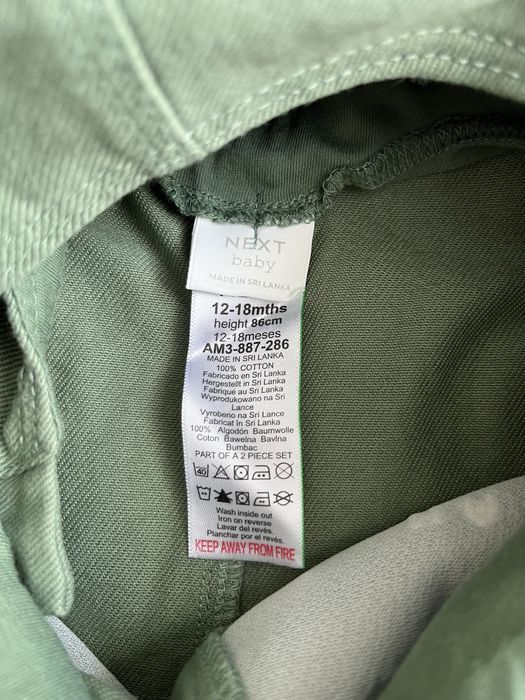 NEXT
baby
MADE IN SRI LANKA
12-18mths
height 86cm
12-18meses
AM3-887-286
MADE IN SRI LANKA
100% COTTON
Fabricado en Sri Lanka
Hergestellt in Sri Lanka
Fabriqué au Sri Lanka
Wyprodukowano na Sri
Lance
Vyrobeno na Sri Lance
Fabricat în Sri Lanka
100% Algodón Baumwolle
Coton Bawełna Bavlna
Bumbac
PART OF A 2 PIECE SET
40
Wash inside out
Iron on reverse
Lavar del revés.
Planchar por el revés.
KEEP AWAY FROM FIRE